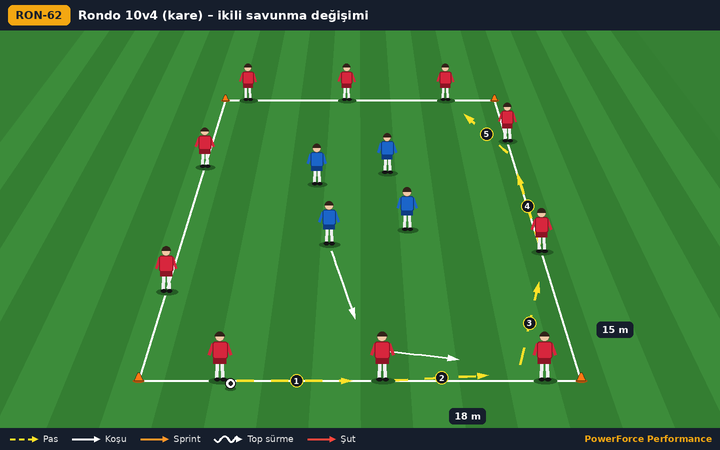 RON-62 Rondo 10v4 (kare) – ikili savunma değişimi
5
4
3
15 m
1
2
18 m
Pas Koşu Sprint Top sürme Şut PowerForce Performance